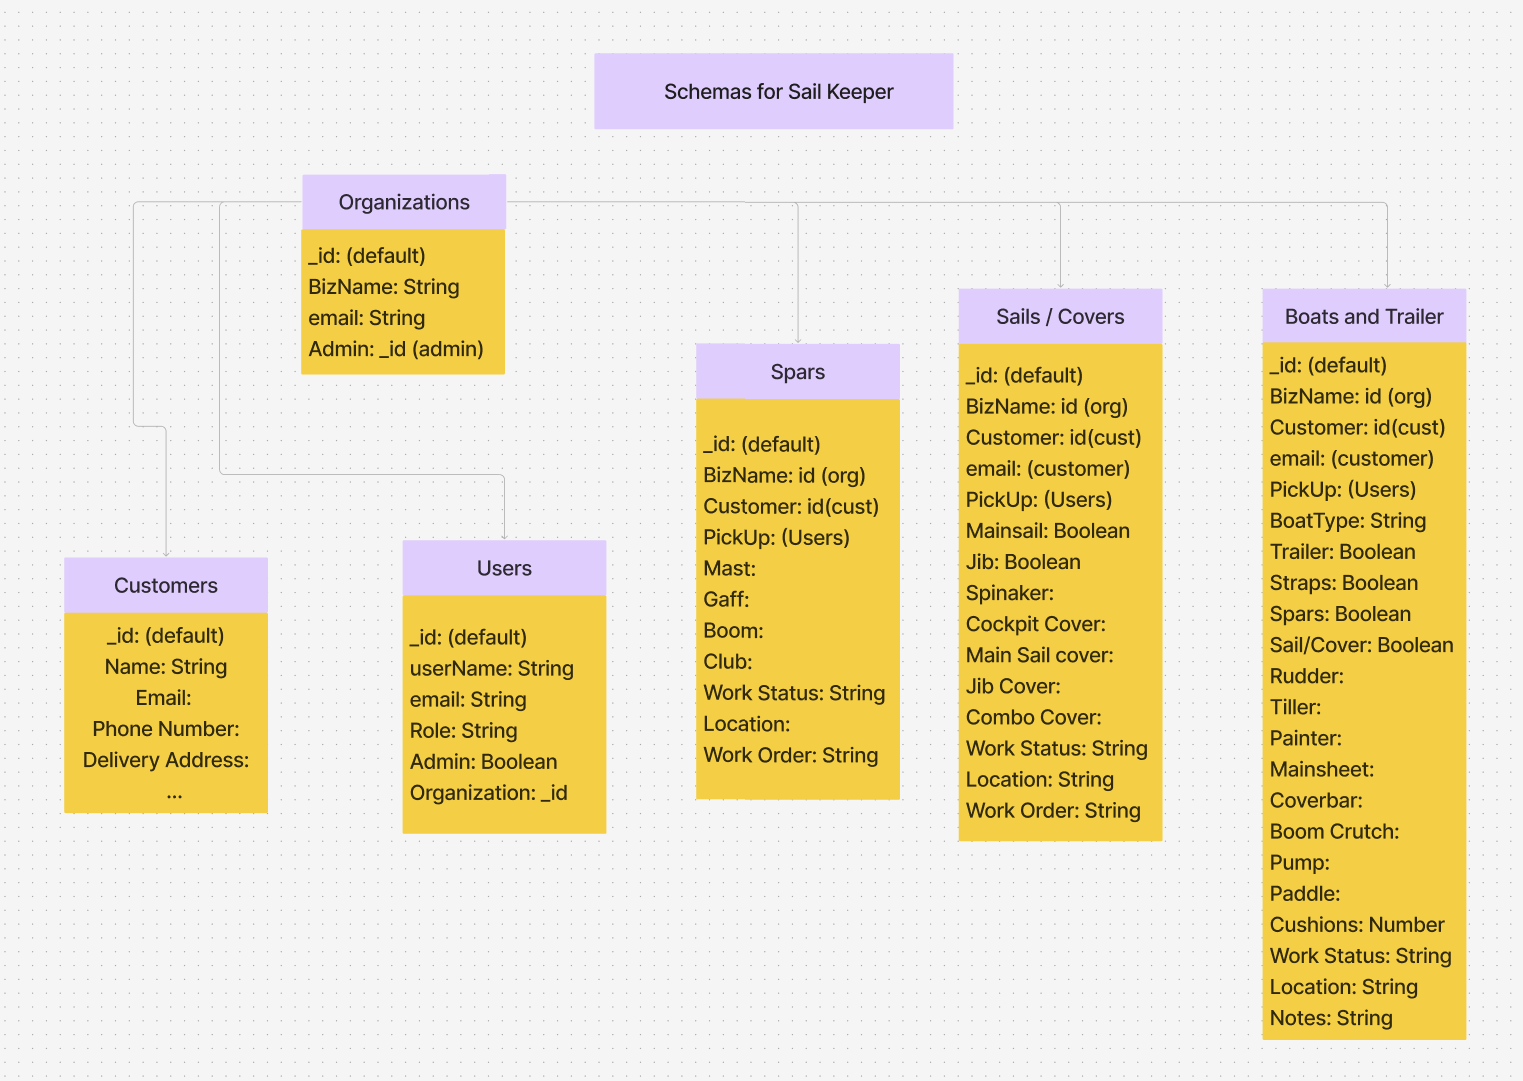 Schemas for Sail Keeper
Organizations
_id: (default)
BizName: String
email: String
Admin: _id (admin)
Customers
_id: (default)
Name: String
Email:
Phone Number:
Delivery Address:
...
Users
_id: (default)
userName: String
email: String
Role: String
Admin: Boolean
Organization: _id
Spars
_id: (default)
BizName: id (org)
Customer: id(cust)
PickUp: (Users)
Mast:
Gaff:
Boom:
Club:
Work Status: String
Location:
Work Order: String
Sails / Covers
_id: (default)
BizName: id (org)
Customer: id(cust)
email: (customer)
PickUp: (Users)
Mainsail: Boolean
Jib: Boolean
Spinaker:
Cockpit Cover:
Main Sail cover:
Jib Cover:
Combo Cover:
Work Status: String
Location: String
Work Order: String
Boats and Trailer
_id: (default)
BizName: id (org)
Customer: id(cust)
email: (customer)
PickUp: (Users)
BoatType: String
Trailer: Boolean
Straps: Boolean
Spars: Boolean
Sail/Cover: Boolean
Rudder:
Tiller:
Painter:
Mainsheet:
Coverbar:
Boom Crutch:
Pump:
Paddle:
Cushions: Number
Work Status: String
Location: String
Notes: String